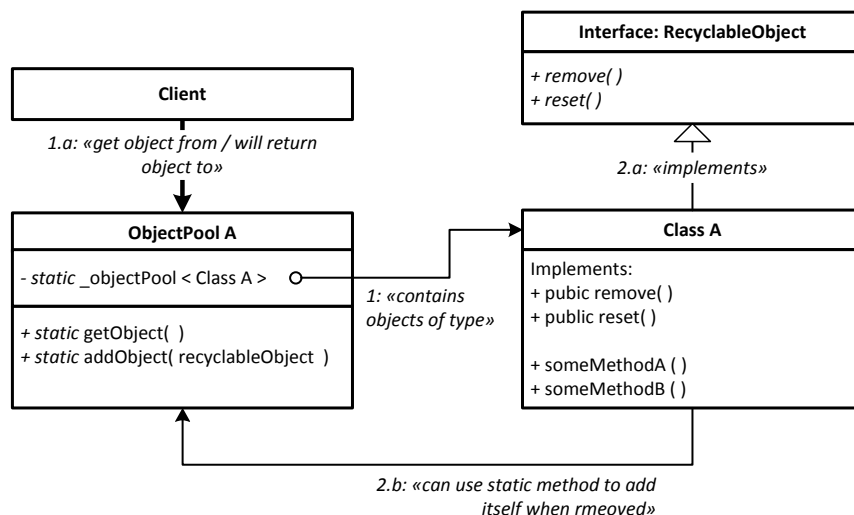 Interface: RecyclableObject
+ remove( )
+ reset( )
Client
1.a: «get object from / will return
object to»
2.a: «implements»
ObjectPool A
- static _objectPool < Class A >
+ static getObject( )
+ static addObject( recyclableObject )
1: «contains
objects of type»
Class A
Implements:
+ pubic remove( )
+ public reset( )
+ someMethodA ( )
+ someMethodB ( )
2.b: «can use static method to add
itself when rmeoved»